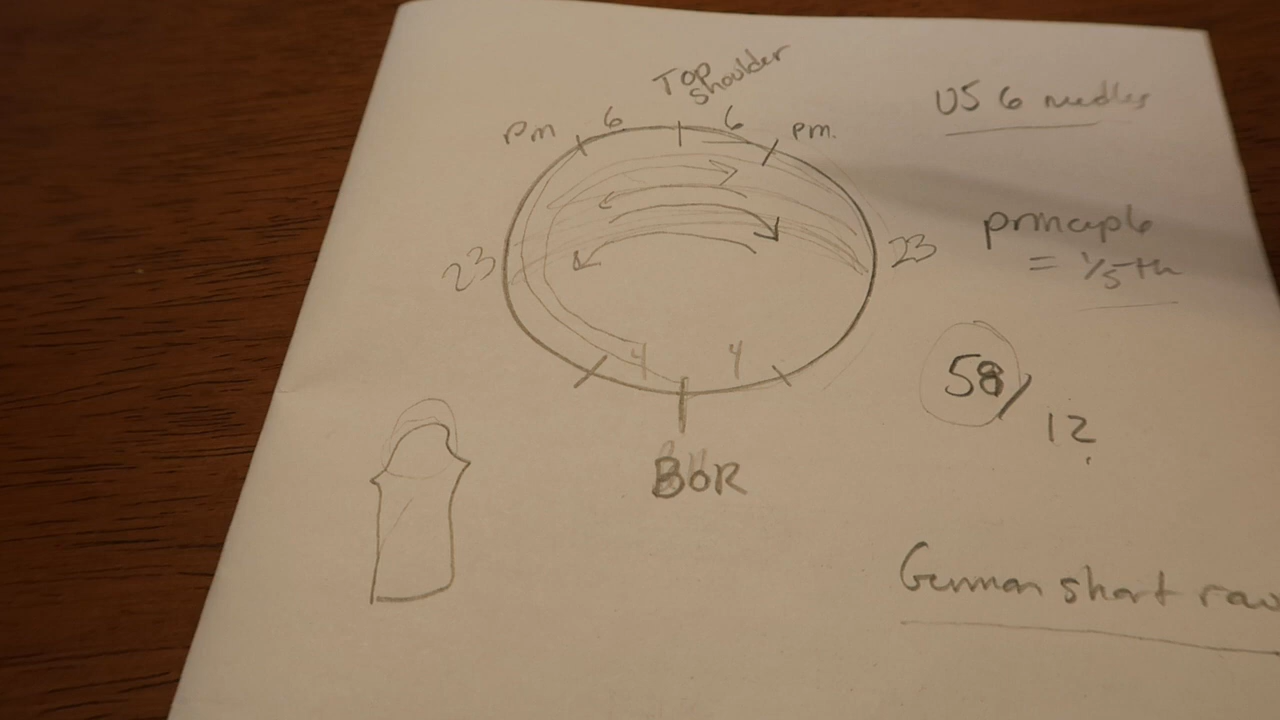 Top
shoulder
US 6 needles
pm 6 6 pm.
principle
= 1/5th
23 23
4 4
58/
12
BOR
German short row